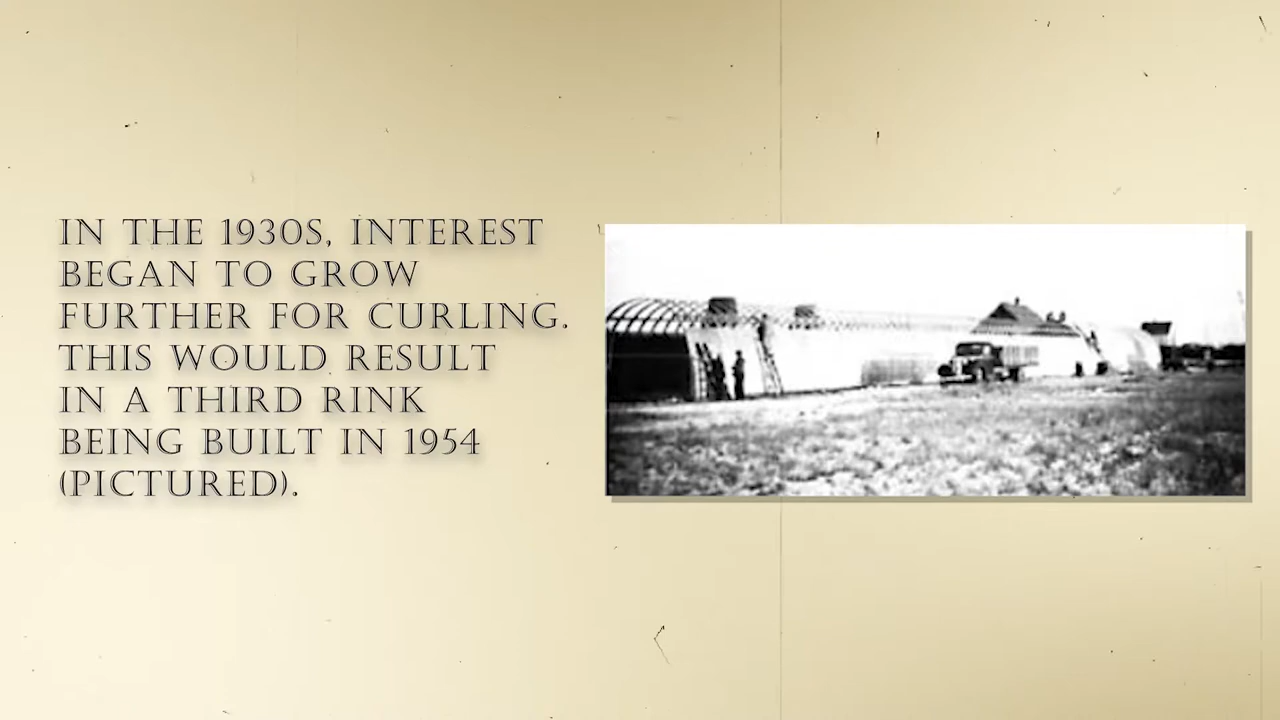 IN THE 1930S, INTEREST
BEGAN TO GROW
FURTHER FOR CURLING.
THIS WOULD RESULT
IN A THIRD RINK
BEING BUILT IN 1954
(PICTURED).